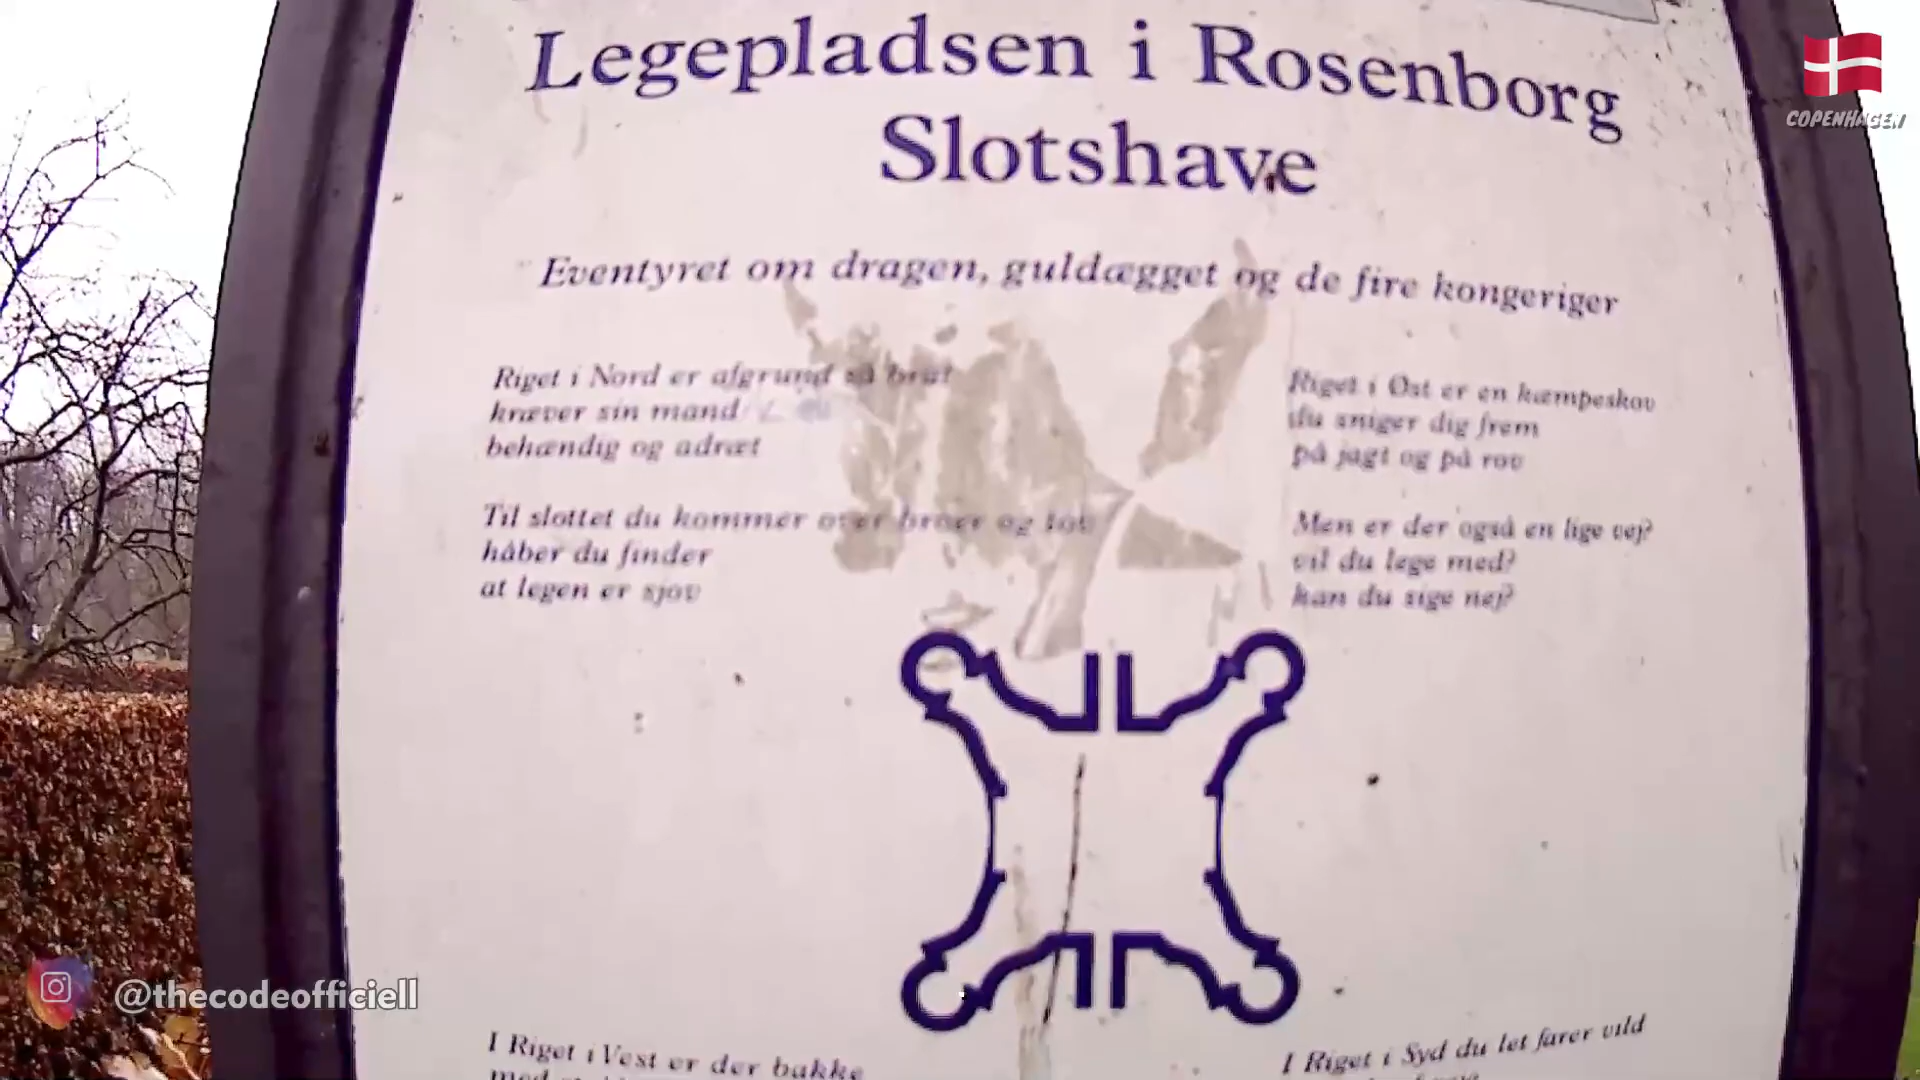 Legepladsen i Rosenborg
Slotshave
Eventyret om dragen, guldægget og de fire kongeriger
Riget i Nord er afgrund så brat
kræver sin mand
behændig og adræt
Til slottet du kommer over broer og tov
håber du finder
at legen er sjov
Riget i Øst er en kæmpeskov
du sniger dig frem
på jagt og på rov
Men er der også en lige vej?
vil du lege med?
kan du sige nej?
I Riget i Vest er der bakke
I Riget i Syd du let farer vild
COPENHAGEN
@thecodeofficiell